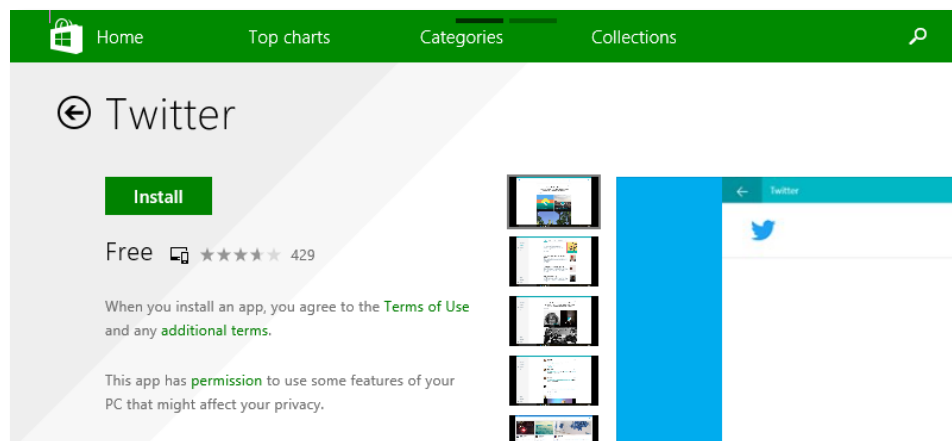 Home Top charts Categories Collections
Twitter
Install
Free 429
When you install an app, you agree to the Terms of Use
and any additional terms.
This app has permission to use some features of your
PC that might affect your privacy.
Twitter